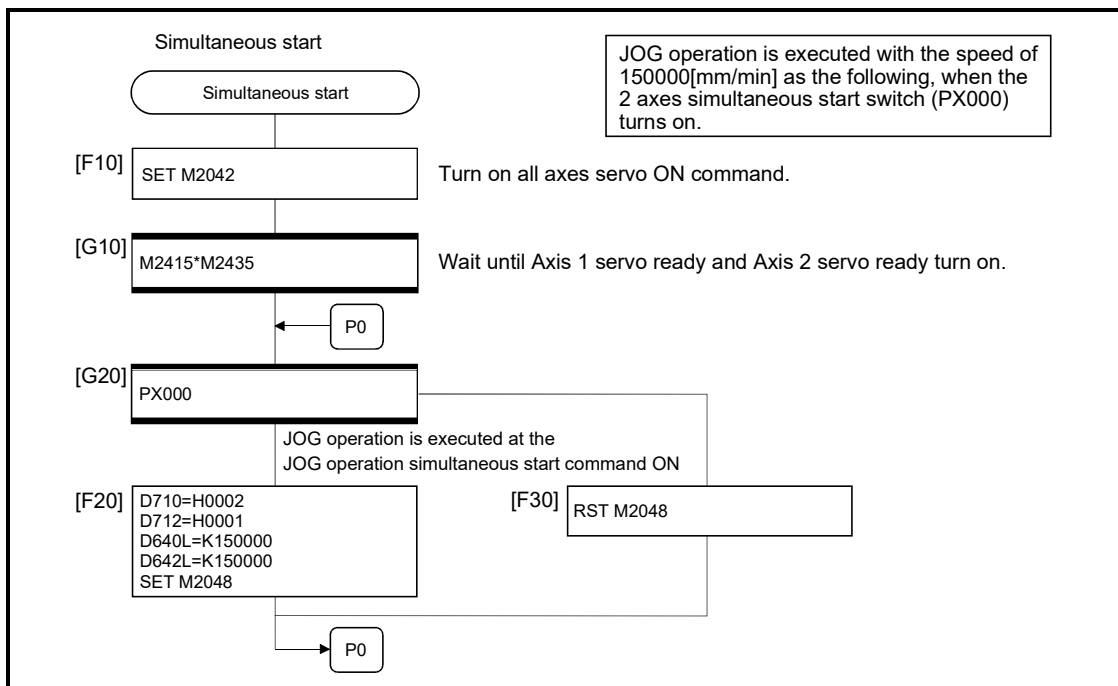 Simultaneous start
JOG operation is executed with the speed of
150000[mm/min] as the following, when the
2 axes simultaneous start switch (PX000)
turns on.
Simultaneous start
[F10]
SET M2042
Turn on all axes servo ON command.
[G10]
M2415*M2435
Wait until Axis 1 servo ready and Axis 2 servo ready turn on.
P0
[G20]
PX000
JOG operation is executed at the
JOG operation simultaneous start command ON
[F20]
D710=H0002
D712=H0001
D640L=K150000
D642L=K150000
SET M2048
[F30]
RST M2048
P0